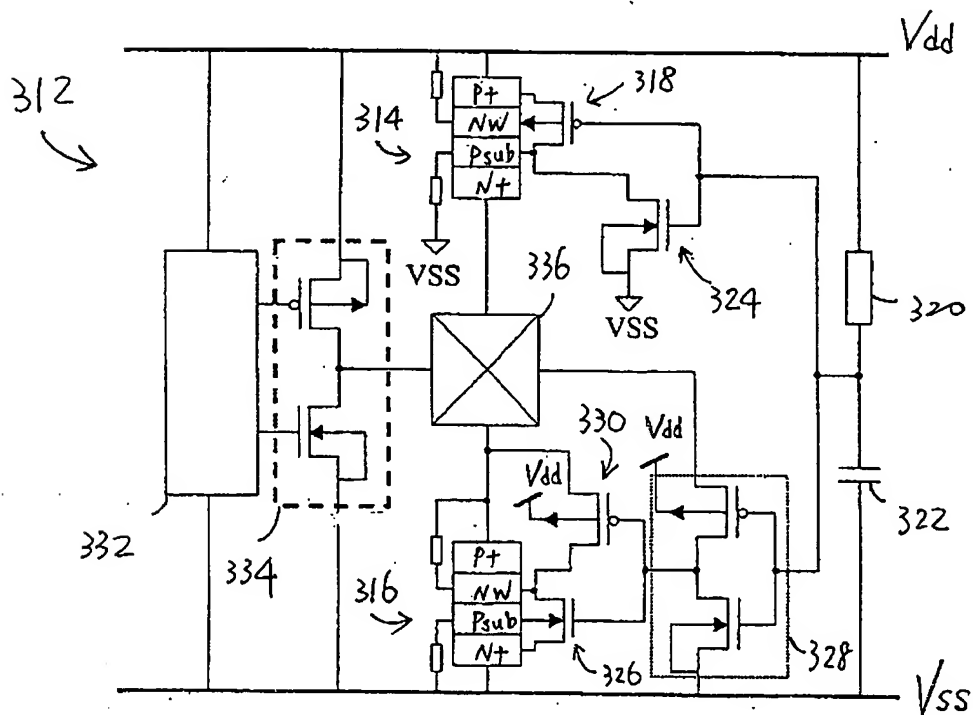 Vdd
312
314
P+
NW
Psub
N+
318
VSS
336
324
VSS
320
330
Vdd
Vdd
322
332
334
316
P+
NW
Psub
N+
326
328
Vss